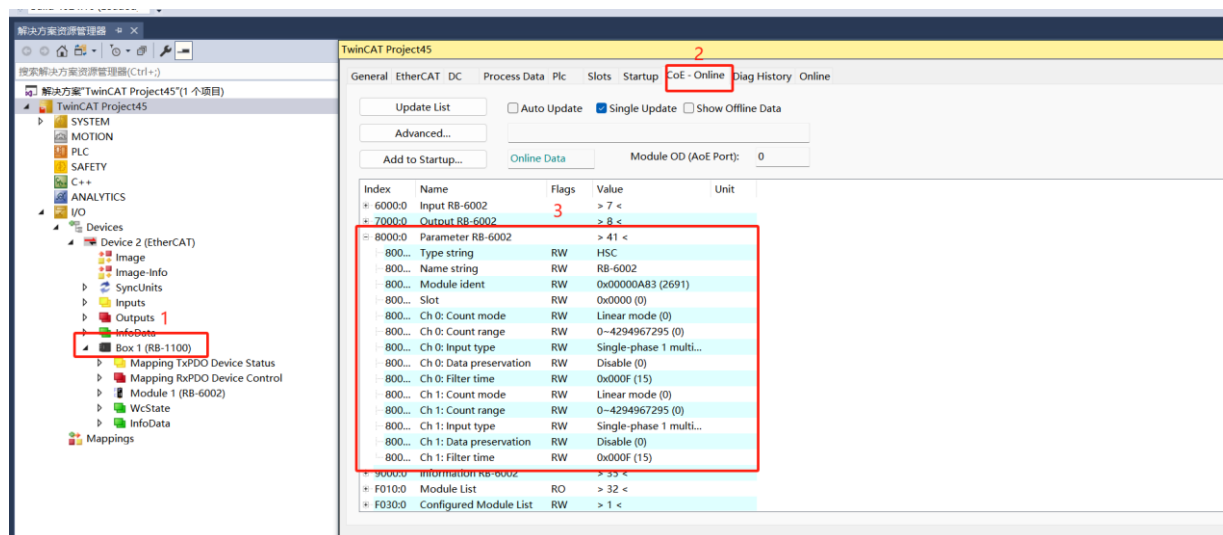 解决方案资源管理器
搜索解决方案资源管理器(Ctrl+;)
解决方案"TwinCAT Project45"(1 个项目)
TwinCAT Project45
SYSTEM
MOTION
PLC
SAFETY
C++
ANALYTICS
I/O
Devices
Device 2 (EtherCAT)
Image
Image-Info
SyncUnits
Inputs
Outputs 1
InfoData
Box 1 (RB-1100)
Mapping TxPDO Device Status
Mapping RxPDO Device Control
Module 1 (RB-6002)
WcState
InfoData
Mappings
TwinCAT Project45
2
General EtherCAT DC Process Data Plc Slots Startup CoE - Online Diag History Online
Update List Auto Update Single Update Show Offline Data
Advanced...
Add to Startup... Online Data Module OD (AoE Port): 0
Index Name Flags Value Unit
6000:0 Input RB-6002 > 7 <
3
7000:0 Output RB-6002 > 8 <
8000:0 Parameter RB-6002 > 41 <
800... Type string RW HSC
800... Name string RW RB-6002
800... Module ident RW 0x00000A83 (2691)
800... Slot RW 0x0000 (0)
800... Ch 0: Count mode RW Linear mode (0)
800... Ch 0: Count range RW 0~4294967295 (0)
800... Ch 0: Input type RW Single-phase 1 multi...
800... Ch 0: Data preservation RW Disable (0)
800... Ch 0: Filter time RW 0x000F (15)
800... Ch 1: Count mode RW Linear mode (0)
800... Ch 1: Count range RW 0~4294967295 (0)
800... Ch 1: Input type RW Single-phase 1 multi...
800... Ch 1: Data preservation RW Disable (0)
800... Ch 1: Filter time RW 0x000F (15)
9000:0 Information RB-6002 > 35 <
F010:0 Module List RO > 32 <
F030:0 Configured Module List RW > 1 <